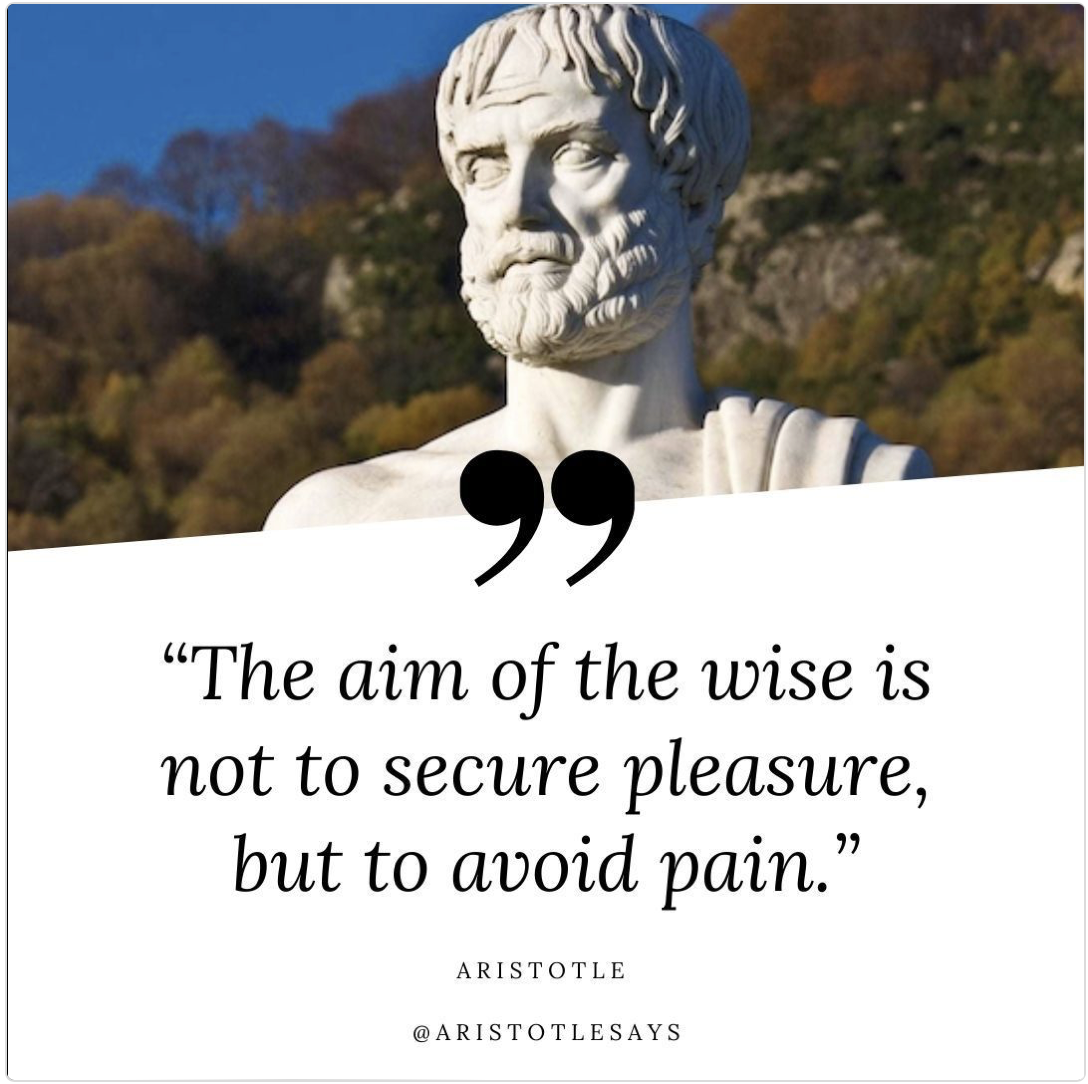 ”
“The aim of the wise is
not to secure pleasure,
but to avoid pain.”
ARISTOTLE
@ARISTOTLESAYS